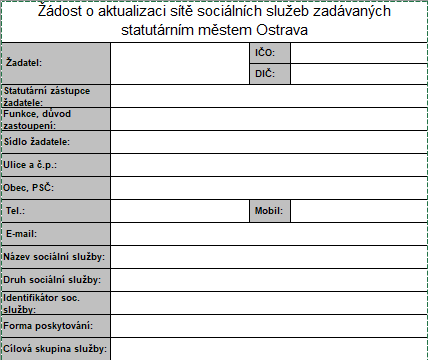 Žádost o aktualizaci sítě sociálních služeb zadávaných
statutárním městem Ostrava
Žadatel:
IČO:
DIČ:
Statutární zástupce
žadatele:
Funkce, důvod
zastoupení:
Sídlo žadatele:
Ulice a č.p.:
Obec, PSČ:
Tel.:
Mobil:
E-mail:
Název sociální služby:
Druh sociální služby:
Identifikátor soc.
služby:
Forma poskytování:
Cílová skupina služby: